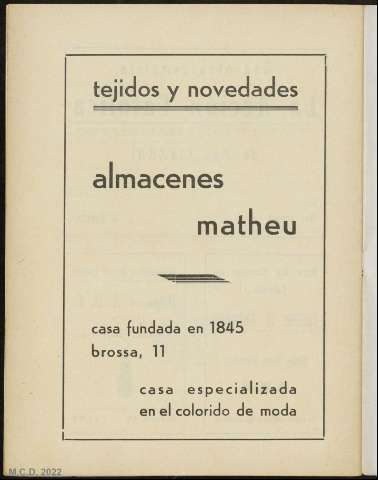 tejidos y novedades
almacenes
matheu
casa fundada en 1845
brossa, 11
casa especializada
en el colorido de moda
M.C.D. 2022